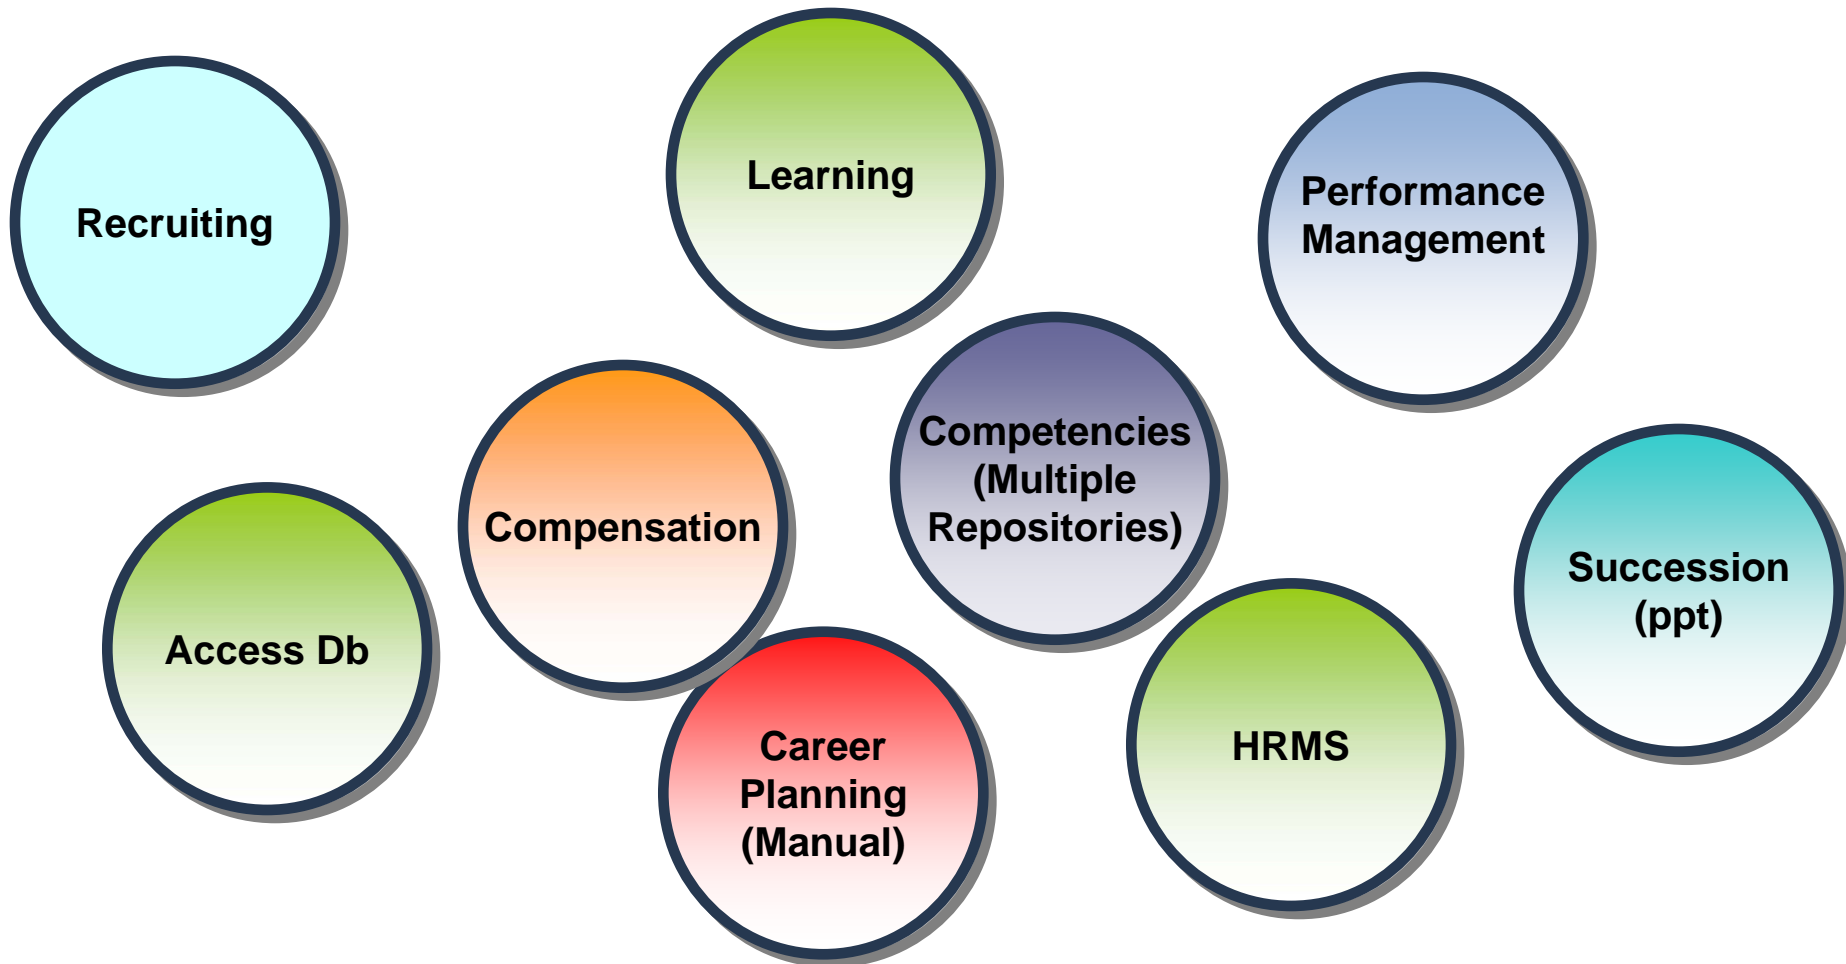 Recruiting
Learning
Performance
Management
Compensation
Competencies
(Multiple
Repositories)
Succession
(ppt)
Access Db
Career
Planning
(Manual)
HRMS